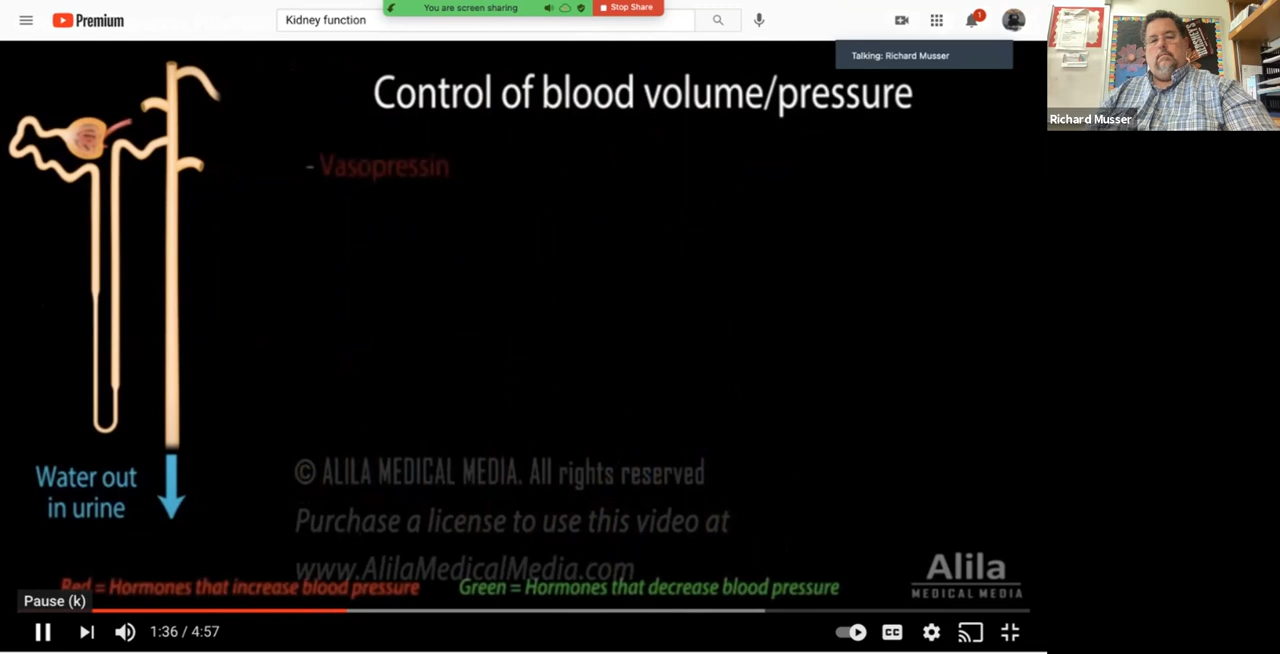 Premium
Kidney function
You are screen sharing
Stop Share
1
Talking: Richard Musser
Richard Musser
Control of blood volume/pressure
- Vasopressin
Water out
in urine
© ALILA MEDICAL MEDIA. All rights reserved
Purchase a license to use this video at
www.AlilaMedicalMedia.com
Red = Hormones that increase blood pressure
Green = Hormones that decrease blood pressure
Alila
MEDICAL MEDIA
Pause (k)
1:36 / 4:57
CC